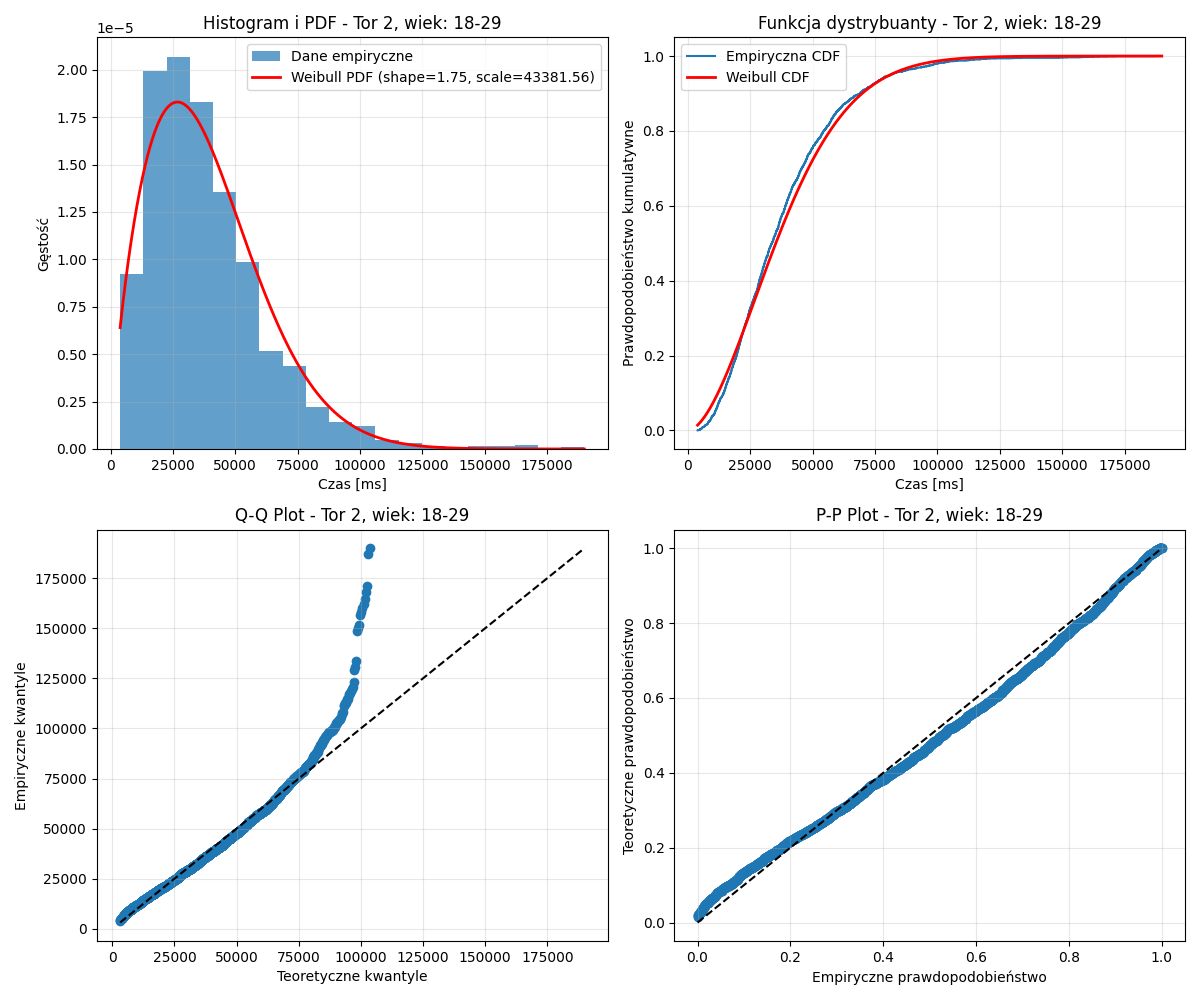 Histogram i PDF - Tor 2, wiek: 18-29
1e−5
Dane empiryczne
Weibull PDF (shape=1.75, scale=43381.56)
2.00
1.75
1.50
1.25
1.00
0.75
0.50
0.25
0.00
Gęstość
0 25000 50000 75000 100000 125000 150000 175000
Czas [ms]
Funkcja dystrybuanty - Tor 2, wiek: 18-29
Empiryczna CDF
Weibull CDF
1.0
0.8
0.6
0.4
0.2
0.0
Prawdopodobieństwo kumulatywne
0 25000 50000 75000 100000 125000 150000 175000
Czas [ms]
Q-Q Plot - Tor 2, wiek: 18-29
175000
150000
125000
100000
75000
50000
25000
0
Empiryczne kwantyle
0 25000 50000 75000 100000 125000 150000 175000
Teoretyczne kwantyle
P-P Plot - Tor 2, wiek: 18-29
1.0
0.8
0.6
0.4
0.2
0.0
Teoretyczne prawdopodobieństwo
0.0 0.2 0.4 0.6 0.8 1.0
Empiryczne prawdopodobieństwo